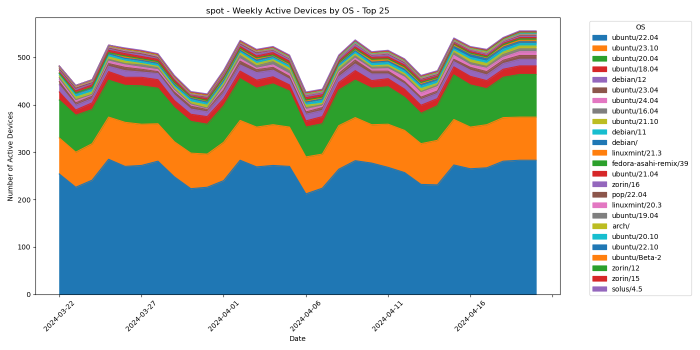 spot - Weekly Active Devices by OS - Top 25
Number of Active Devices
500
400
300
200
100
0
2024-03-22
2024-03-27
2024-04-01
2024-04-06
2024-04-11
2024-04-16
Date
OS
ubuntu/22.04
ubuntu/23.10
ubuntu/20.04
ubuntu/18.04
debian/12
ubuntu/23.04
ubuntu/24.04
ubuntu/16.04
ubuntu/21.10
debian/11
debian/
linuxmint/21.3
fedora-asahi-remix/39
ubuntu/21.04
zorin/16
pop/22.04
linuxmint/20.3
ubuntu/19.04
arch/
ubuntu/20.10
ubuntu/22.10
ubuntu/Beta-2
zorin/12
zorin/15
solus/4.5